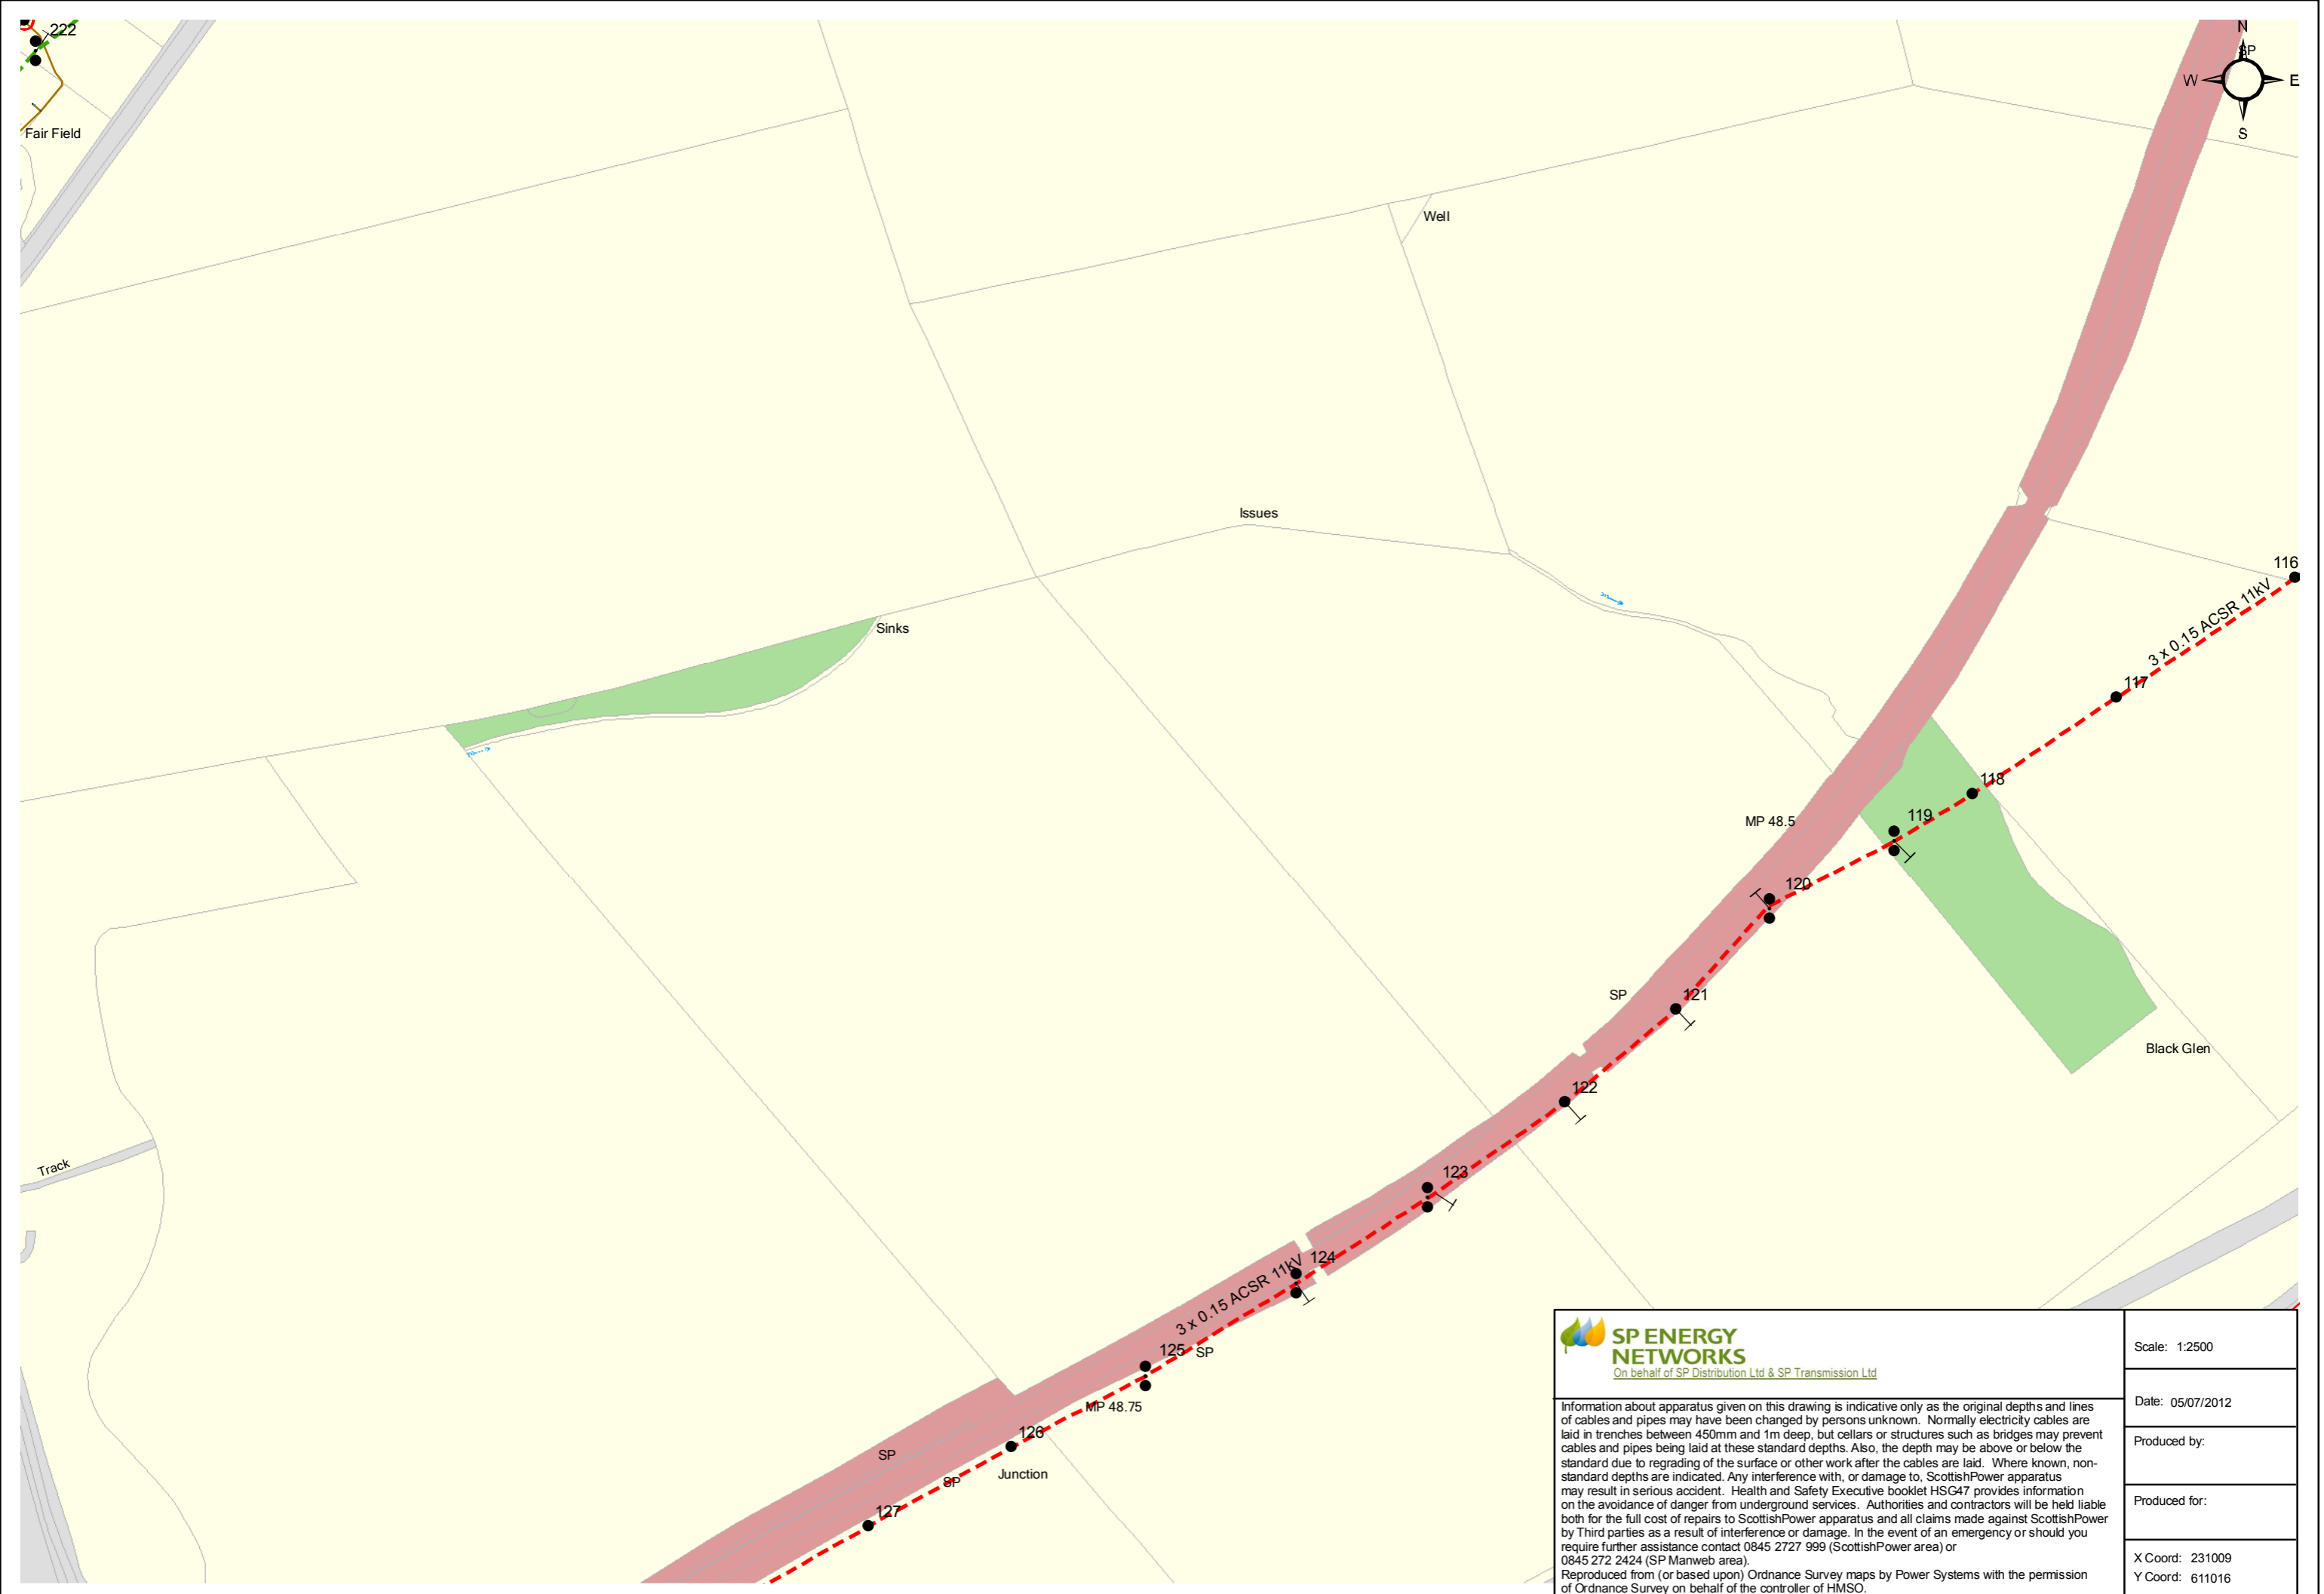 222
N
SP
W
E
S
Fair Field
Well
Issues
116
3 x 0.15 ACSR 11kV
Sinks
117
118
119
MP 48.5
120
SP
121
Black Glen
122
Track
123
124
3 x 0.15 ACSR 11kV
125
SP
MP 48.75
126
SP
Junction
SP
127
SP ENERGY
NETWORKS
On behalf of SP Distribution Ltd & SP Transmission Ltd
Information about apparatus given on this drawing is indicative only as the original depths and lines
of cables and pipes may have been changed by persons unknown. Normally electricity cables are
laid in trenches between 450mm and 1m deep, but cellars or structures such as bridges may prevent
cables and pipes being laid at these standard depths. Also, the depth may be above or below the
standard due to regrading of the surface or other work after the cables are laid. Where known, non-
standard depths are indicated. Any interference with, or damage to, ScottishPower apparatus
may result in serious accident. Health and Safety Executive booklet HSG47 provides information
on the avoidance of danger from underground services. Authorities and contractors will be held liable
both for the full cost of repairs to ScottishPower apparatus and all claims made against ScottishPower
by Third parties as a result of interference or damage. In the event of an emergency or should you
require further assistance contact 0845 2727 999 (ScottishPower area) or
0845 272 2424 (SP Manweb area).
Reproduced from (or based upon) Ordnance Survey maps by Power Systems with the permission
of Ordnance Survey on behalf of the controller of HMSO.
Scale: 1:2500
Date: 05/07/2012
Produced by:
Produced for:
X Coord: 231009
Y Coord: 611016